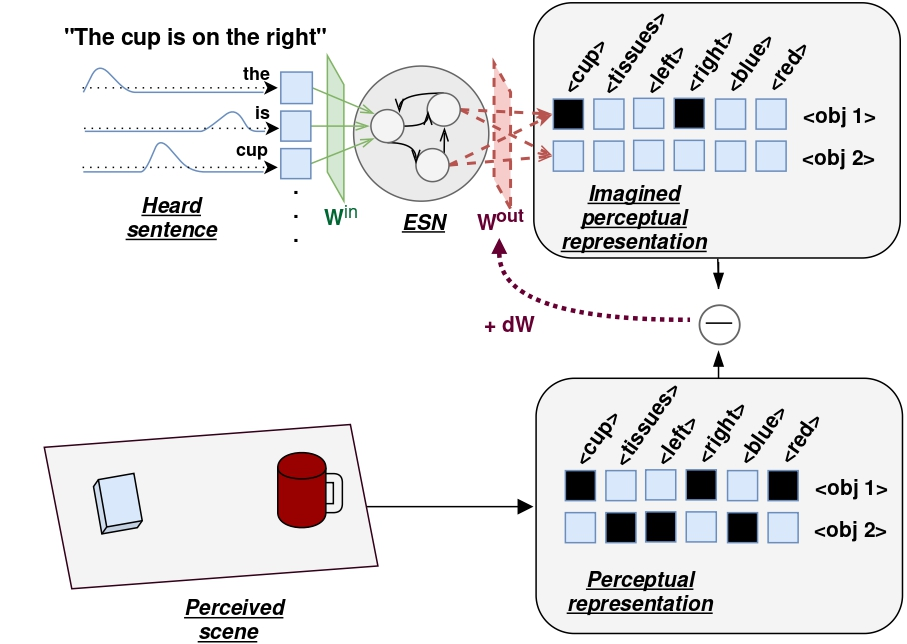 "The cup is on the right"
the
is
cup
.
.
.
Heard
sentence
Win
ESN
Wout
<cup>
<tissues>
<left>
<right>
<blue>
<red>
<obj 1>
<obj 2>
Imagined
perceptual
representation
—
+ dW
<cup>
<tissues>
<left>
<right>
<blue>
<red>
<obj 1>
<obj 2>
Perceptual
representation
Perceived
scene